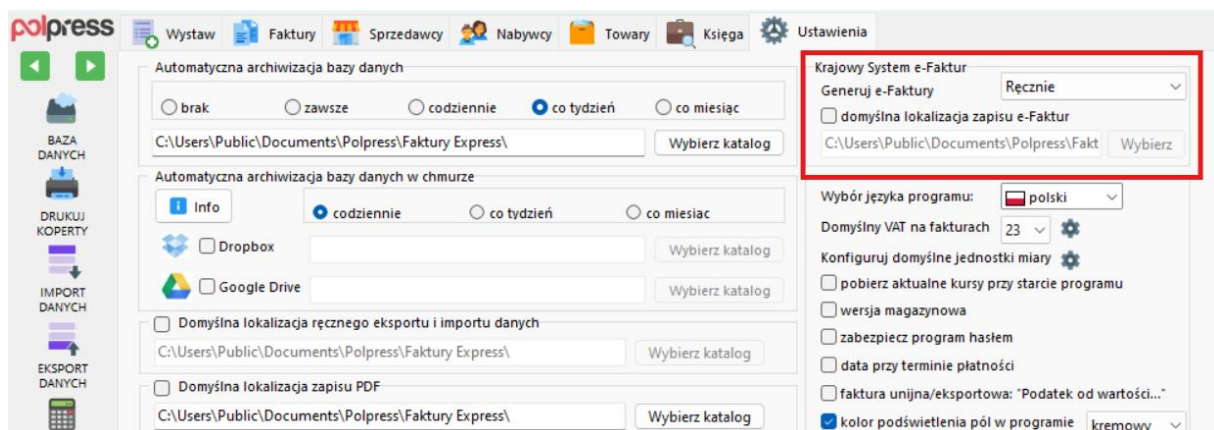 polpress
Wystaw Faktury Sprzedawcy Nabywcy Towary Księga Ustawienia
BAZA
DANYCH
DRUKUJ
KOPERTY
IMPORT
DANYCH
EKSPORT
DANYCH
Automatyczna archiwizacja bazy danych
brak zawsze codziennie co tydzień co miesiąc
C:\Users\Public\Documents\Polpress\Faktury Express\ Wybierz katalog
Automatyczna archiwizacja bazy danych w chmurze
Info codziennie co tydzień co miesiac
Dropbox Wybierz katalog
Google Drive Wybierz katalog
Domyślna lokalizacja ręcznego eksportu i importu danych
C:\Users\Public\Documents\Polpress\Faktury Express\ Wybierz katalog
Domyślna lokalizacja zapisu PDF
C:\Users\Public\Documents\Polpress\Faktury Express\ Wybierz katalog
Krajowy System e-Faktur
Generuj e-Faktury Ręcznie
domyślna lokalizacja zapisu e-Faktur
C:\Users\Public\Documents\Polpress\Fakt Wybierz
Wybór języka programu: polski
Domyślny VAT na fakturach 23
Konfiguruj domyślne jednostki miary
pobierz aktualne kursy przy starcie programu
wersja magazynowa
zabezpiecz program hasłem
data przy terminie płatności
faktura unijna/eksportowa: "Podatek od wartości..."
kolor podświetlenia pól w programie kremowy